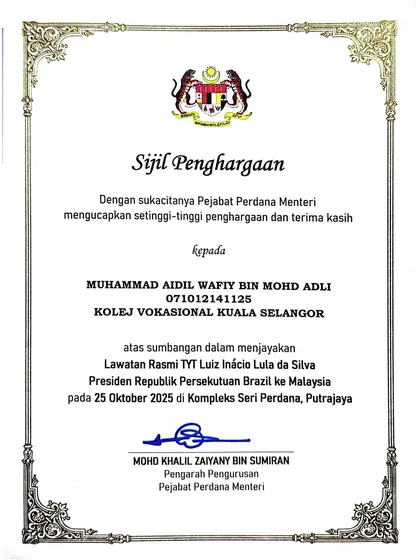 Sijil Penghargaan
Dengan sukacitanya Pejabat Perdana Menteri
mengucapkan setinggi-tinggi penghargaan dan terima kasih
kepada
MUHAMMAD AIDIL WAFIY BIN MOHD ADLI
071012141125
KOLEJ VOKASIONAL KUALA SELANGOR
atas sumbangan dalam menjayakan
Lawatan Rasmi TYT Luiz Inácio Lula da Silva
Presiden Republik Persekutuan Brazil ke Malaysia
pada 25 Oktober 2025 di Kompleks Seri Perdana, Putrajaya
MOHD KHALIL ZAIYANY BIN SUMIRAN
Pengarah Pengurusan
Pejabat Perdana Menteri